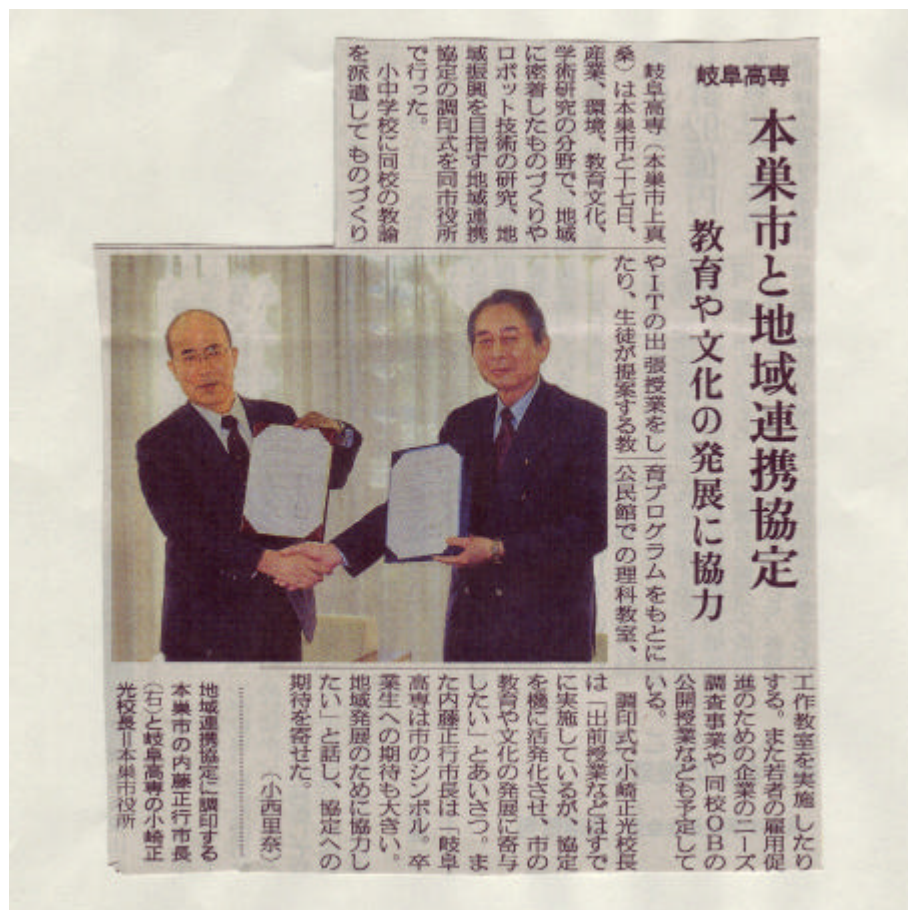 岐阜高専
本巣市と地域連携協定
教育や文化の発展に協力
岐阜高専（本巣市上真
桑）は本巣市と十七日、
産業、環境、教育文化、
学術研究の分野で、地域
に密着したものづくりや
ロボット技術の研究、地
域振興を目指す地域連携
協定の調印式を同市役所
で行った。
小中学校に同校の教論
を派遣して ものづくり
やITの出 張授業をし
たり、生徒が提案する教
育プログラムをもとに
公民館での理科教室、
工作教室を実施 したり
する。また若者の雇用促
進のための企業のニーズ
調査事業や 同校OBの
公開授業なども予定して
いる。
調印式で小崎正光校長
は「出前授業などはすで
に実施しているが、協定
を機に活発化させ、市の
教育や文化の発展に寄与
したい」とあいさつ。ま
た内藤正行市長は「岐阜
高専は市のシンボル。卒
業生への期待も大きい。
地域発展のために協力し
たい」と話し、協定への
期待を寄せた。
（小西里奈）
地域連携協定に調印する
本巣市の内藤正行市長
（右）と岐阜高専の小崎正
光校長＝本巣市役所